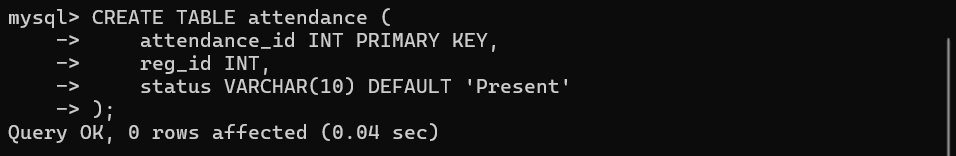 mysql> CREATE TABLE attendance (
    ->     attendance_id INT PRIMARY KEY,
    ->     reg_id INT,
    ->     status VARCHAR(10) DEFAULT 'Present'
    -> );
Query OK, 0 rows affected (0.04 sec)